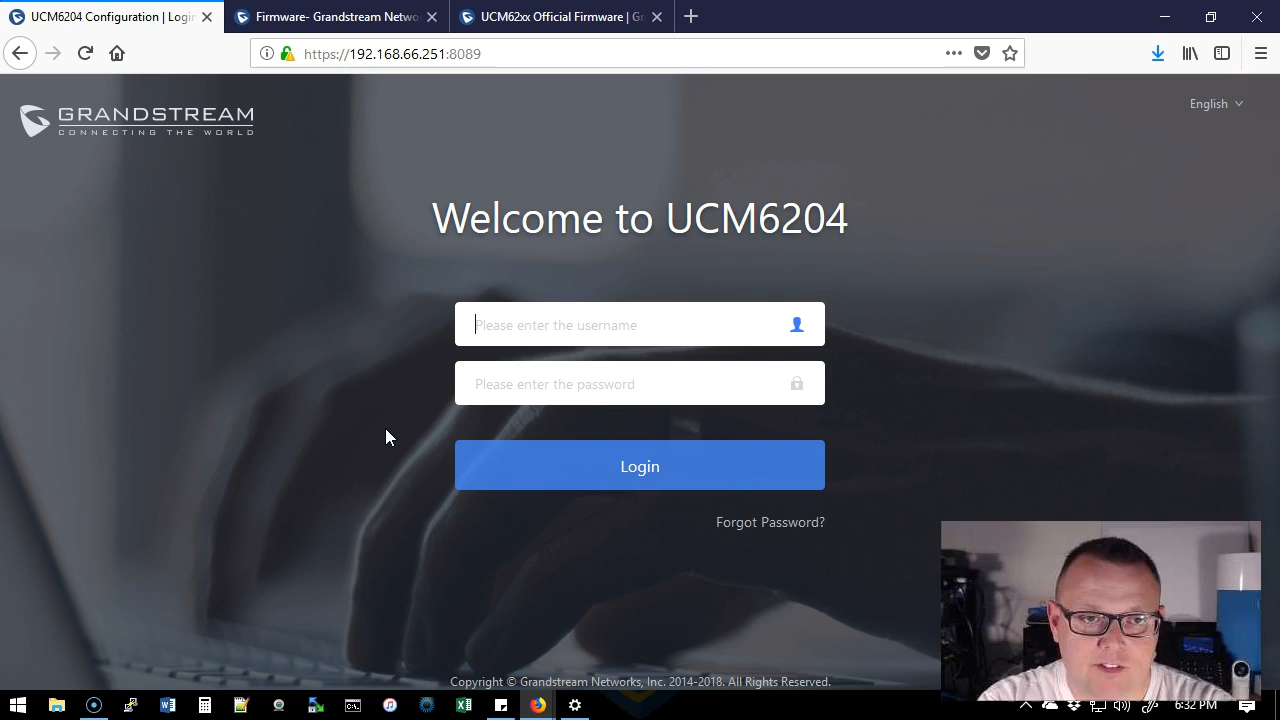 UCM6204 Configuration | Login
Firmware- Grandstream Netwo
UCM62xx Official Firmware | Gr
https://192.168.66.251:8089
GRANDSTREAM
CONNECTING THE WORLD
English
Welcome to UCM6204
Please enter the username
Please enter the password
Login
Forgot Password?
Copyright © Grandstream Networks, Inc. 2014-2018. All Rights Reserved.
6:32 PM